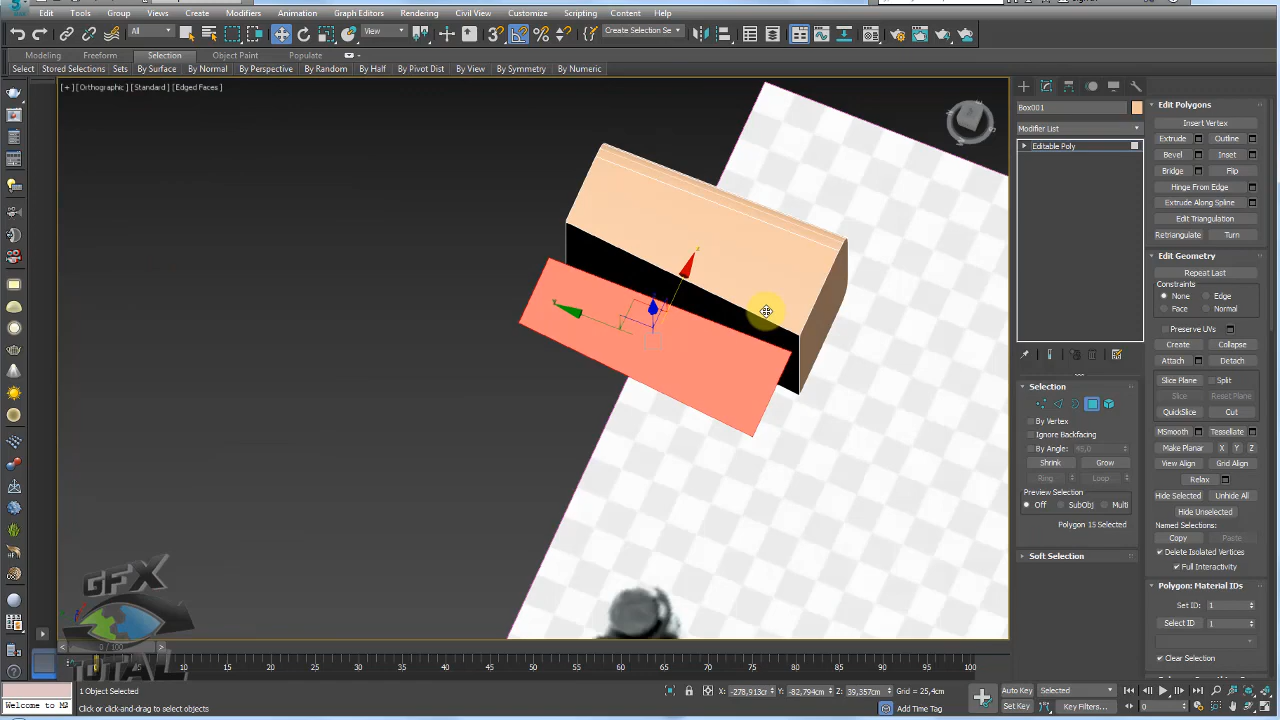 Edit Tools Group Views Create Modifiers Animation Graph Editors Rendering Civil View Customize Scripting Content Help
All View Create Selection Se
Modeling Freeform Selection Object Paint Populate
Select Stored Selections Sets By Surface By Normal By Perspective By Random By Half By Pivot Dist By View By Symmetry By Numeric
[ + ] [Orthographic ] [Standard ] [Edged Faces ]
Box001
Modifier List
Editable Poly
Selection
By Vertex
Ignore Backfacing
By Angle: 45,0
Shrink Grow
Ring Loop
Preview Selection
Off SubObj Multi
Polygon 15 Selected
Soft Selection
Edit Polygons
Insert Vertex
Extrude Outline
Bevel Inset
Bridge Flip
Hinge From Edge
Extrude Along Spline
Edit Triangulation
Retriangulate Turn
Edit Geometry
Repeat Last
Constraints
None Edge
Face Normal
Preserve UVs
Create Collapse
Attach Detach
Slice Plane Split
Slice Reset Plane
QuickSlice Cut
MSmooth Tessellate
Make Planar X Y Z
View Align Grid Align
Relax
Hide Selected Unhide All
Hide Unselected
Named Selections:
Copy Paste
Delete Isolated Vertices
Full Interactivity
Polygon: Material IDs
Set ID: 1
Select ID 1
Clear Selection
GFX
TOTAL
0 / 100
15 20 25 30 35 40 45 50 55 60 65 70 75 80 85 90 95 100
1 Object Selected
X: -278,913cm Y: -82,794cm Z: 39,357cm Grid = 25,4cm
Auto Key Selected
Welcome to M
Click or click-and-drag to select objects
Add Time Tag
Set Key Key Filters... 0